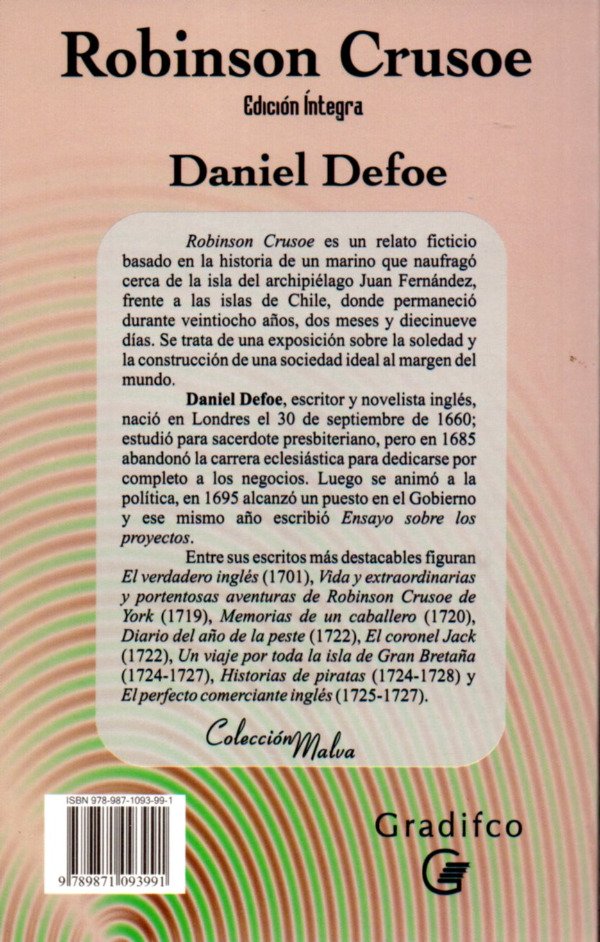 Robinson Crusoe
Edición Íntegra
Daniel Defoe
Robinson Crusoe es un relato ficticio
basado en la historia de un marino que naufragó
cerca de la isla del archipiélago Juan Fernández,
frente a las islas de Chile, donde permaneció
durante veintiocho años, dos meses y diecinueve
días. Se trata de una exposición sobre la soledad y
la construcción de una sociedad ideal al margen del
mundo.
Daniel Defoe, escritor y novelista inglés,
nació en Londres el 30 de septiembre de 1660;
estudió para sacerdote presbiteriano, pero en 1685
abandonó la carrera eclesiástica para dedicarse por
completo a los negocios. Luego se animó a la
política, en 1695 alcanzó un puesto en el Gobierno
y ese mismo año escribió Ensayo sobre los
proyectos.
Entre sus escritos más destacables figuran
El verdadero inglés (1701), Vida y extraordinarias
y portentosas aventuras de Robinson Crusoe de
York (1719), Memorias de un caballero (1720),
Diario del año de la peste (1722), El coronel Jack
(1722), Un viaje por toda la isla de Gran Bretaña
(1724-1727), Historias de piratas (1724-1728) y
El perfecto comerciante inglés (1725-1727).
Colección Malva
ISBN 978-987-1093-99-1
9 789871 093991
Gradifco
G